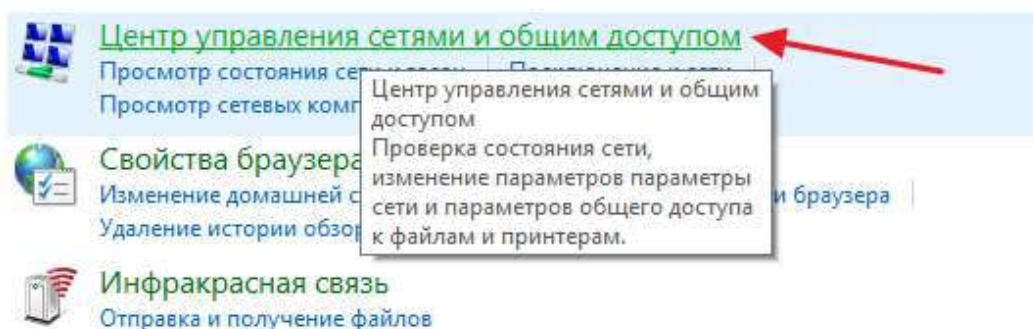 Центр управления сетями и общим доступом
Просмотр состояния
Просмотр сетевых
Центр управления сетями и общим
доступом
Проверка состояния сети,
изменение параметров параметры
сети и параметров общего доступа
к файлам и принтерам.
Свойства браузера
Изменение домашней и браузера
Удаление истории
Инфракрасная связь
Отправка и получение файлов